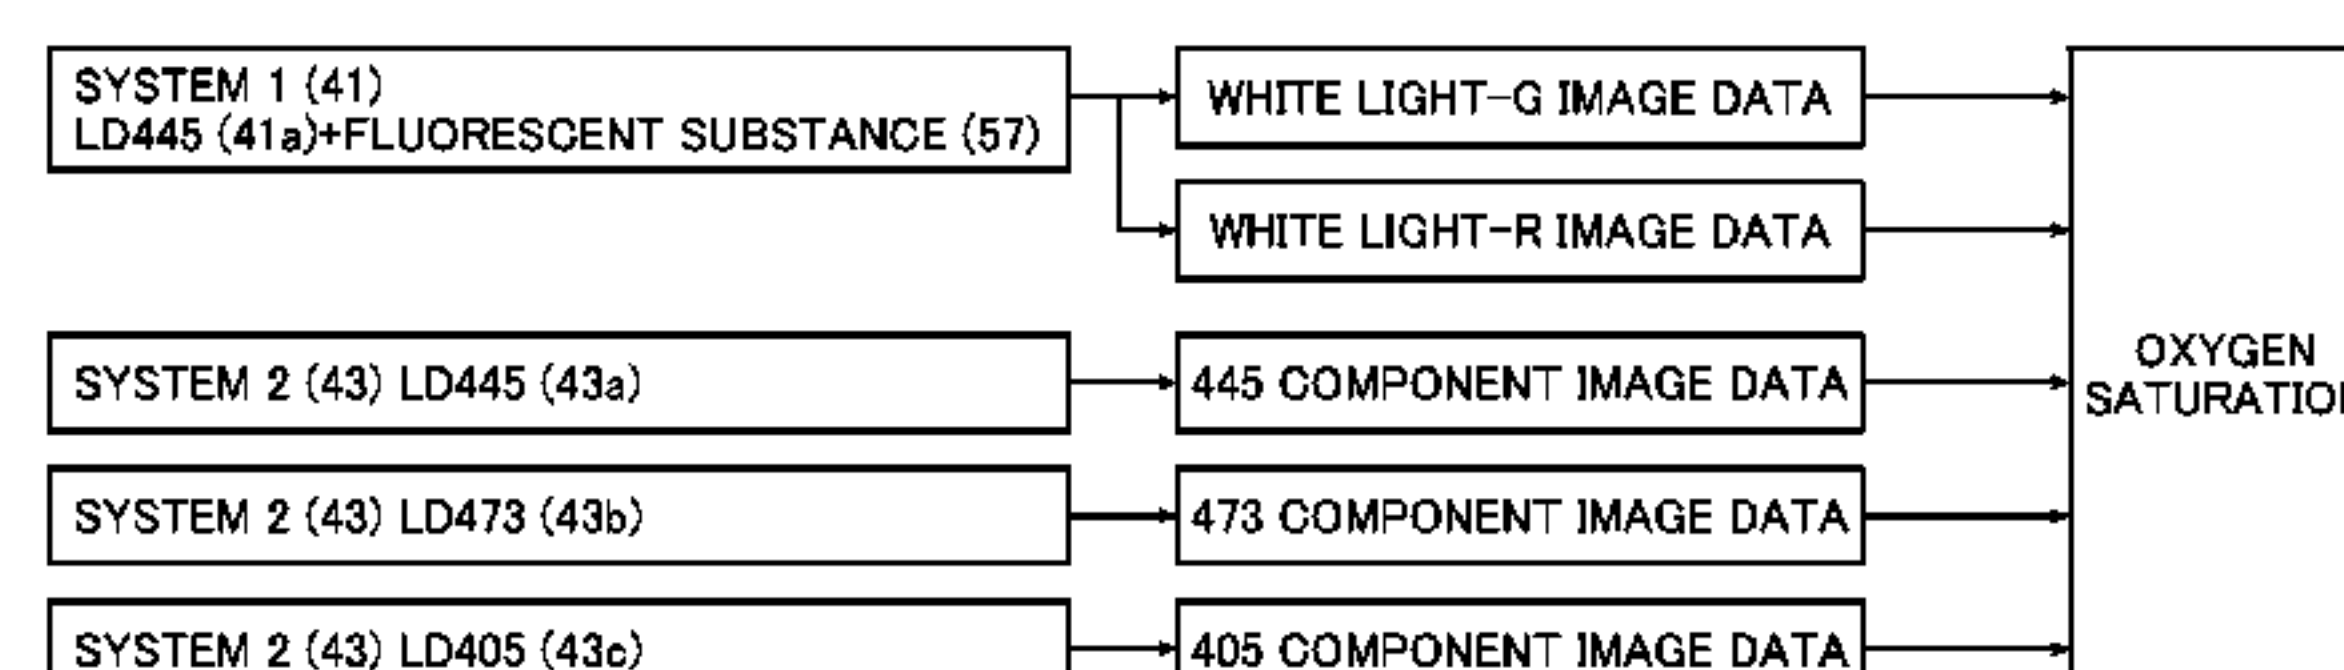 SYSTEM 1 (41)
LD445 (41a)+FLUORESCENT SUBSTANCE (57)
WHITE LIGHT-G IMAGE DATA
WHITE LIGHT-R IMAGE DATA
SYSTEM 2 (43) LD445 (43a)
445 COMPONENT IMAGE DATA
OXYGEN
SYSTEM 2 (43) LD473 (43b)
473 COMPONENT IMAGE DATA
SYSTEM 2 (43) LD405 (43c)
405 COMPONENT IMAGE DATA